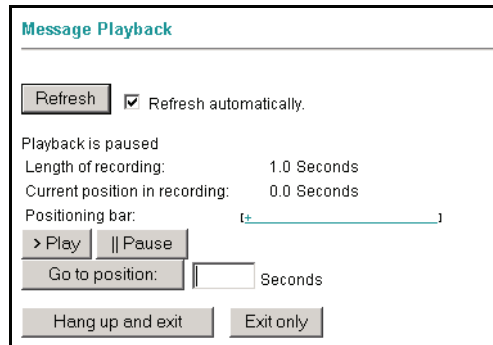 Message Playback
Refresh Refresh automatically.
Playback is paused
Length of recording: 1.0 Seconds
Current position in recording: 0.0 Seconds
Positioning bar: [+ ]
> Play || Pause
Go to position: Seconds
Hang up and exit Exit only